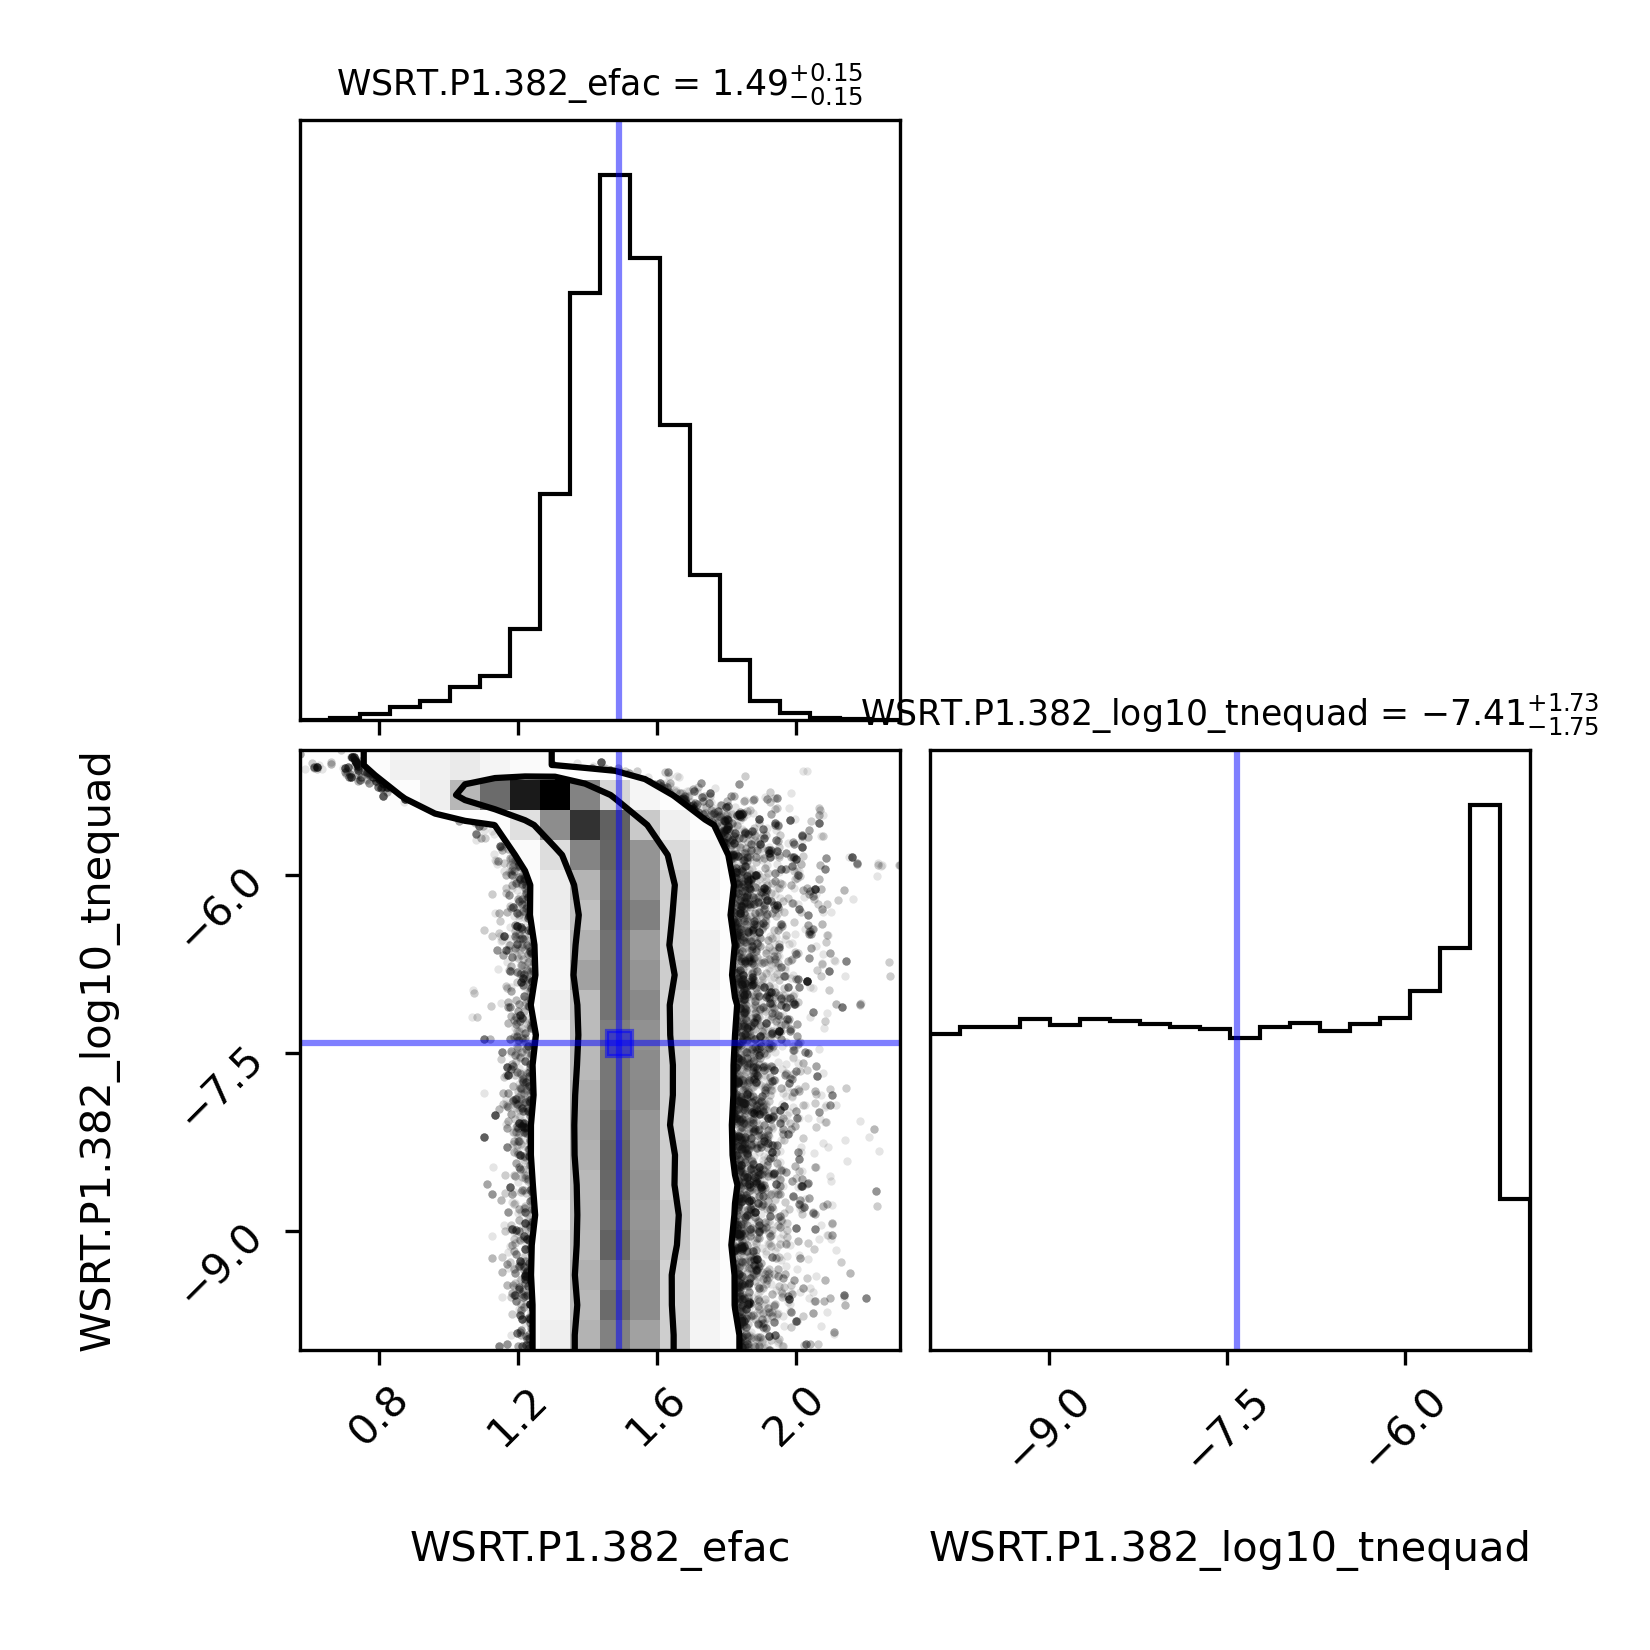 WSRT.P1.382_efac = 1.49+0.15 −0.15
WSRT.P1.382_log10_tnequad = −7.41+1.73 −1.75
WSRT.P1.382_log10_tnequad
−6.0
−7.5
−9.0
0.8 1.2 1.6 2.0
−9.0 −7.5 −6.0
WSRT.P1.382_efac
WSRT.P1.382_log10_tnequad